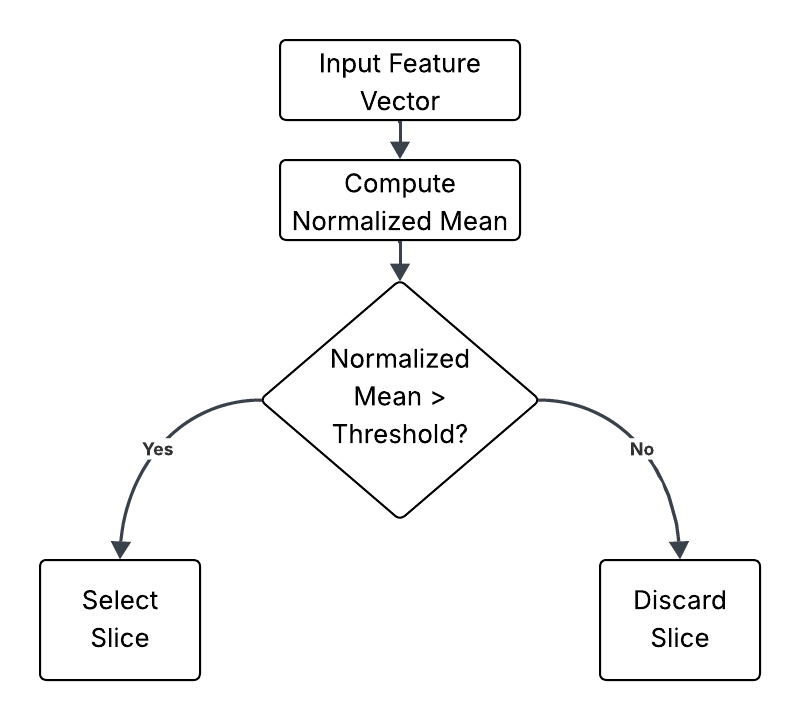 Input Feature
Vector
Compute
Normalized Mean
Normalized
Mean >
Threshold?
Yes
No
Select
Slice
Discard
Slice